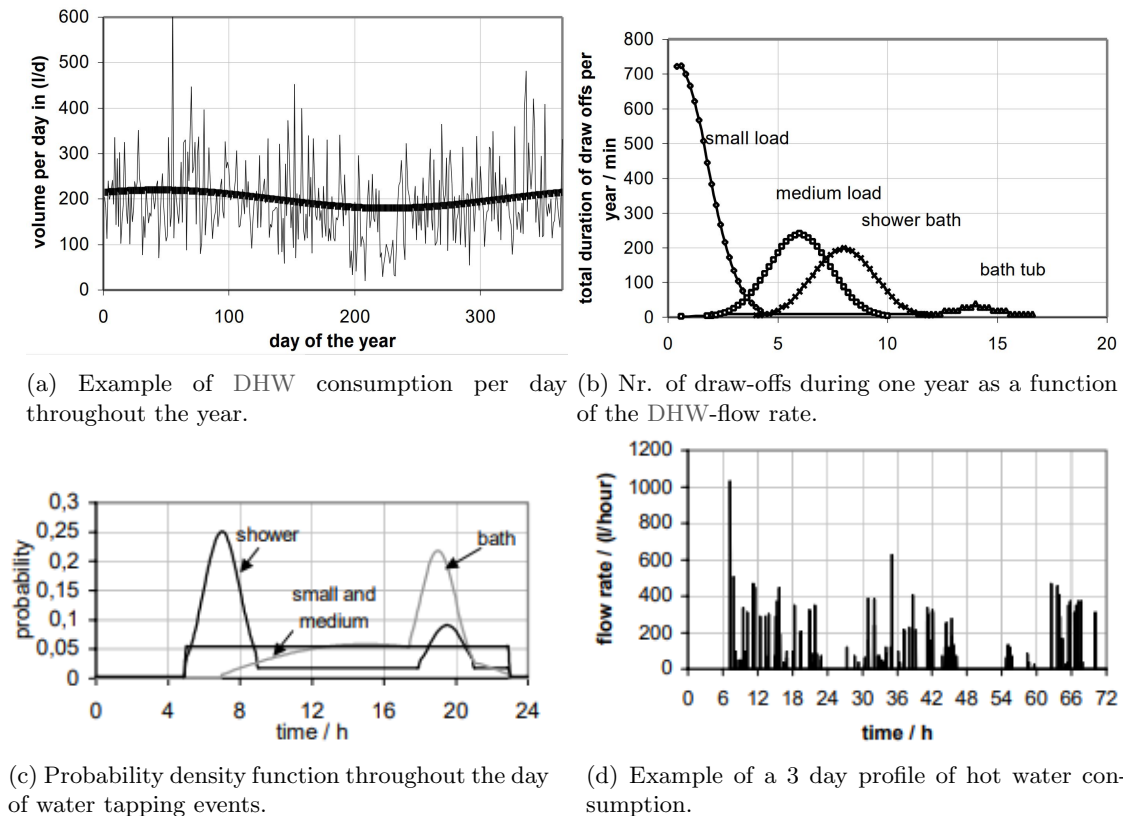 600
500
400
300
200
100
0
volume per day in (l/d)
0 100 200 300
day of the year
800
700
600
500
400
300
200
100
0
total duration of draw offs per
year / min
small load
medium load
shower bath
bath tub
0 5 10 15 20
(a) Example of DHW consumption per day
throughout the year.
(b) Nr. of draw-offs during one year as a function
of the DHW-flow rate.
0,3
0,25
0,2
0,15
0,1
0,05
0
probability
shower
bath
small and
medium
0 4 8 12 16 20 24
time / h
1200
1000
800
600
400
200
0
flow rate / (l/hour)
0 6 12 18 24 30 36 42 48 54 60 66 72
time / h
(c) Probability density function throughout the day
of water tapping events.
(d) Example of a 3 day profile of hot water con-
sumption.